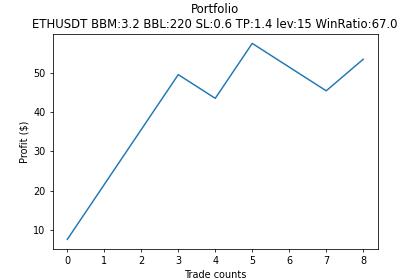 Portfolio
ETHUSDT BBM:3.2 BBL:220 SL:0.6 TP:1.4 lev:15 WinRatio:67.0
50
40
30
20
10
Profit ($)
0 1 2 3 4 5 6 7 8
Trade counts